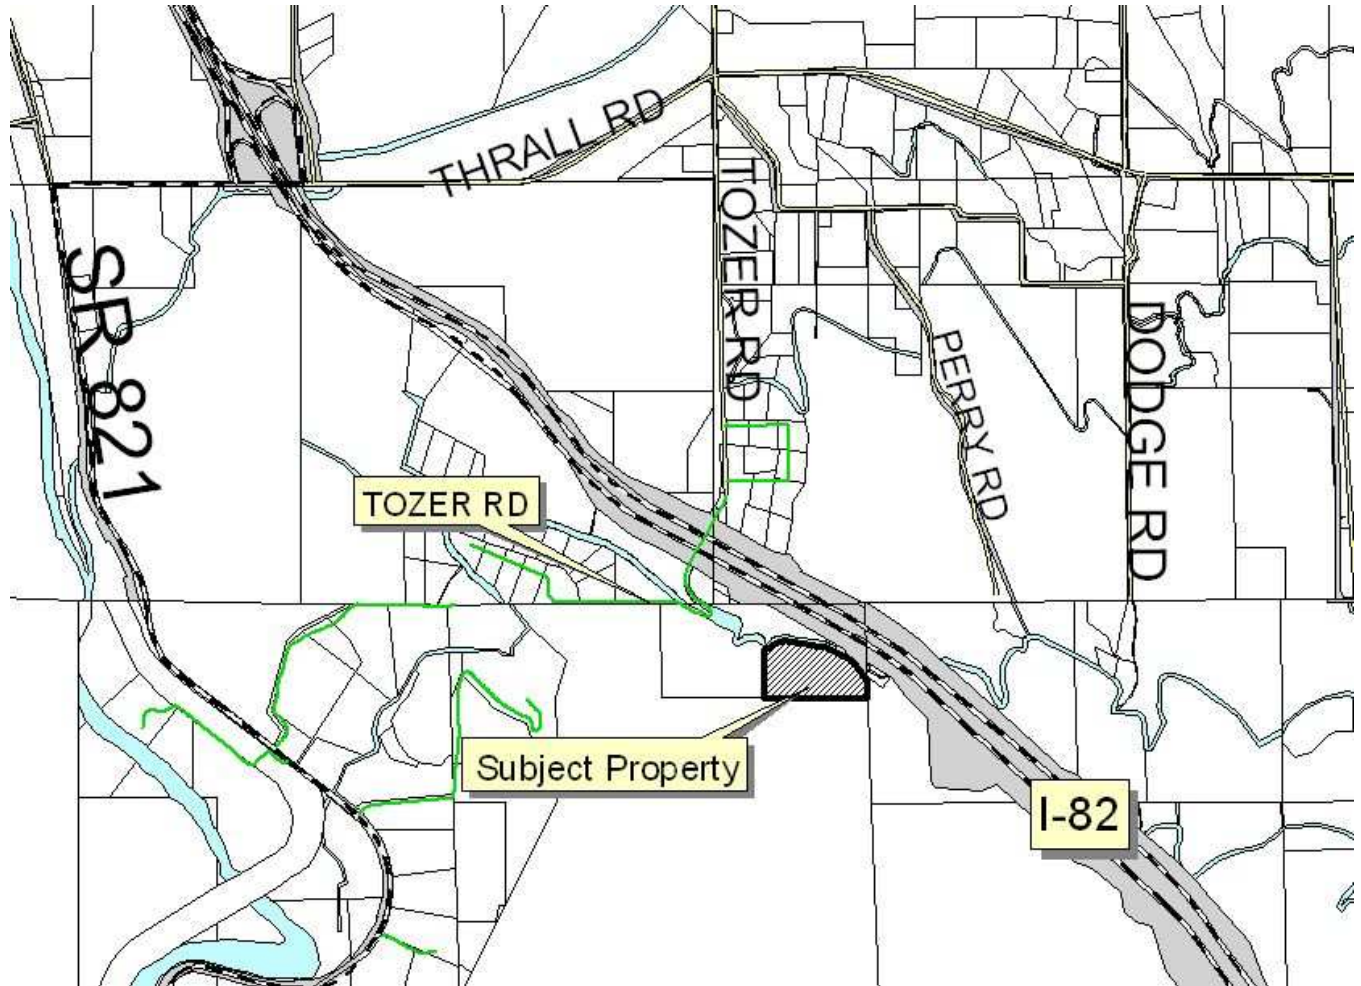 THRALL RD
TOZER RD
SR 821
PERRY RD
DODGE RD
TOZER RD
Subject Property
I-82